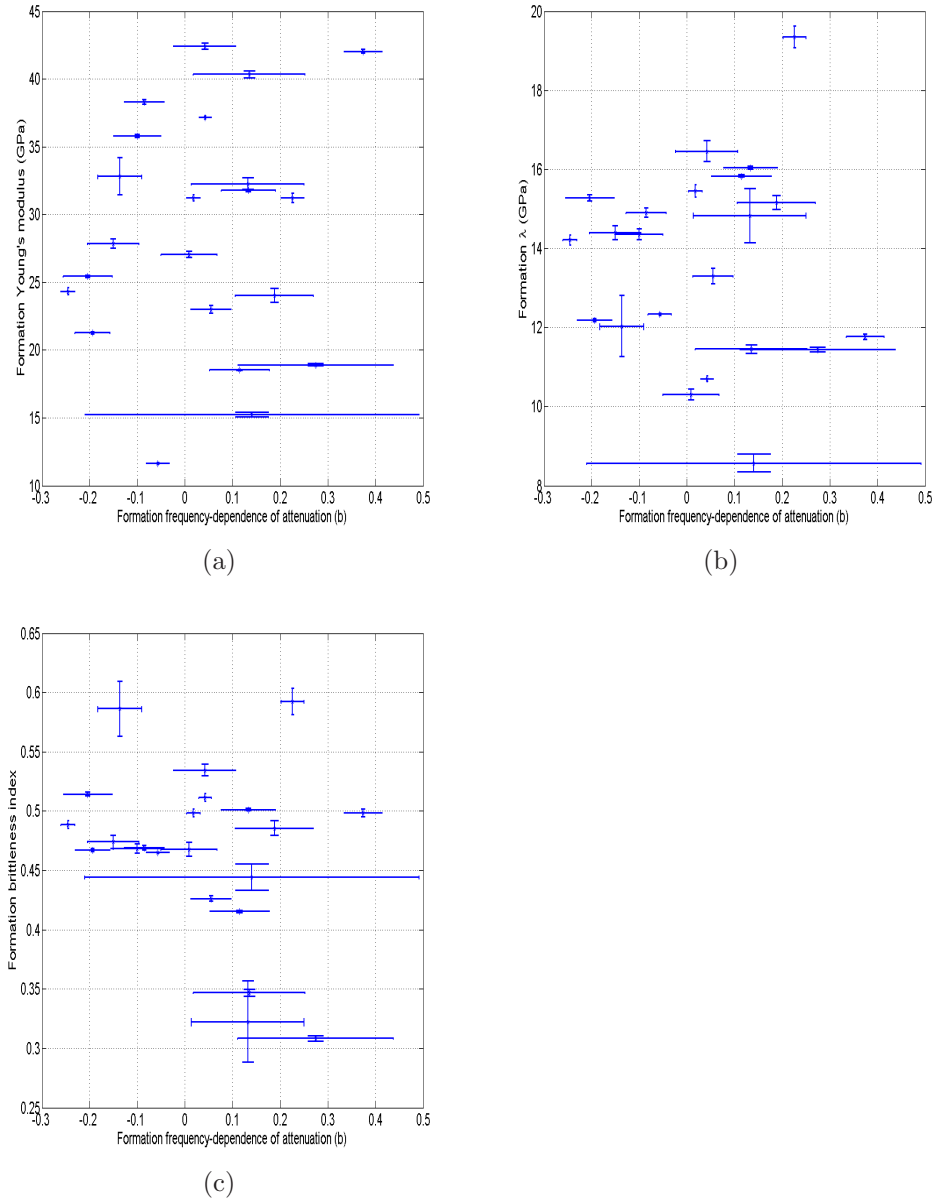 45
40
35
30
25
20
15
10
-0.3 -0.2 -0.1 0 0.1 0.2 0.3 0.4 0.5
Formation Young's modulus (GPa)
Formation frequency-dependence of attenuation (b)
(a)
20
18
16
14
12
10
8
-0.3 -0.2 -0.1 0 0.1 0.2 0.3 0.4 0.5
Formation λ (GPa)
Formation frequency-dependence of attenuation (b)
(b)
0.65
0.6
0.55
0.5
0.45
0.4
0.35
0.3
0.25
-0.3 -0.2 -0.1 0 0.1 0.2 0.3 0.4 0.5
Formation brittleness index
Formation frequency-dependence of attenuation (b)
(c)